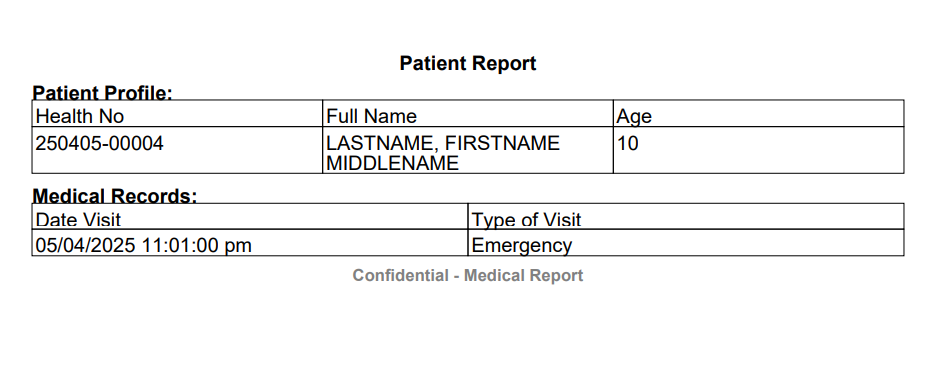 Patient Report
Patient Profile:
Health No Full Name Age
250405-00004 LASTNAME, FIRSTNAME 10
MIDDLENAME
Medical Records:
Date Visit Type of Visit
05/04/2025 11:01:00 pm Emergency
Confidential - Medical Report